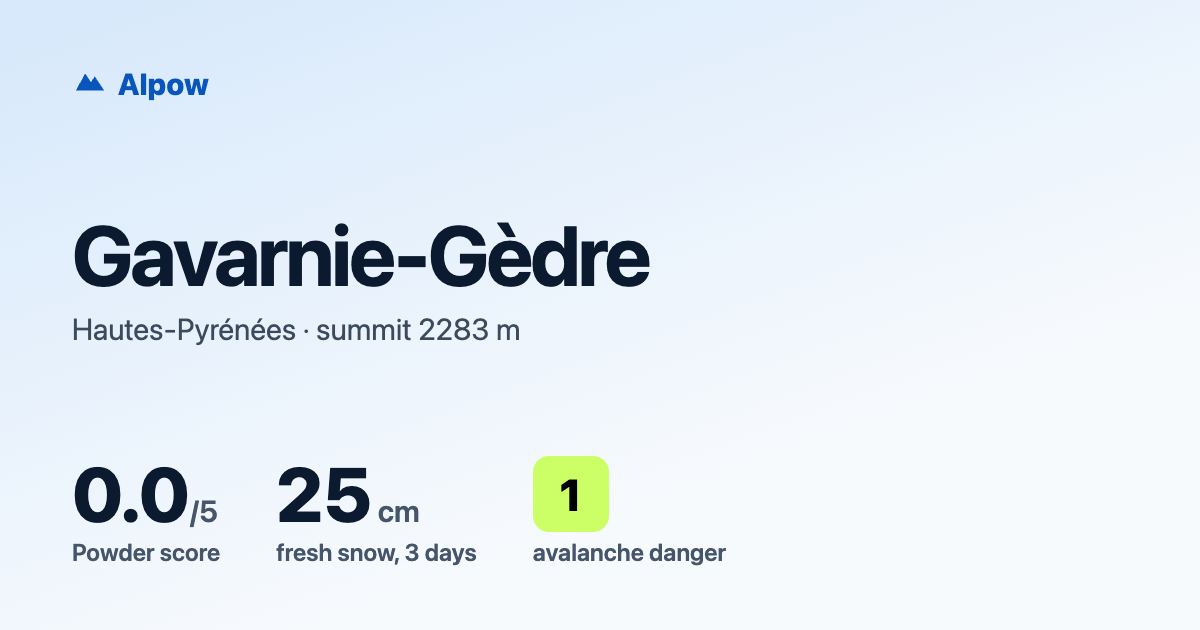 Alpow
Gavarnie-Gèdre
Hautes-Pyrénées · summit 2283 m
0.0/5 25 cm 1
Powder score fresh snow, 3 days avalanche danger